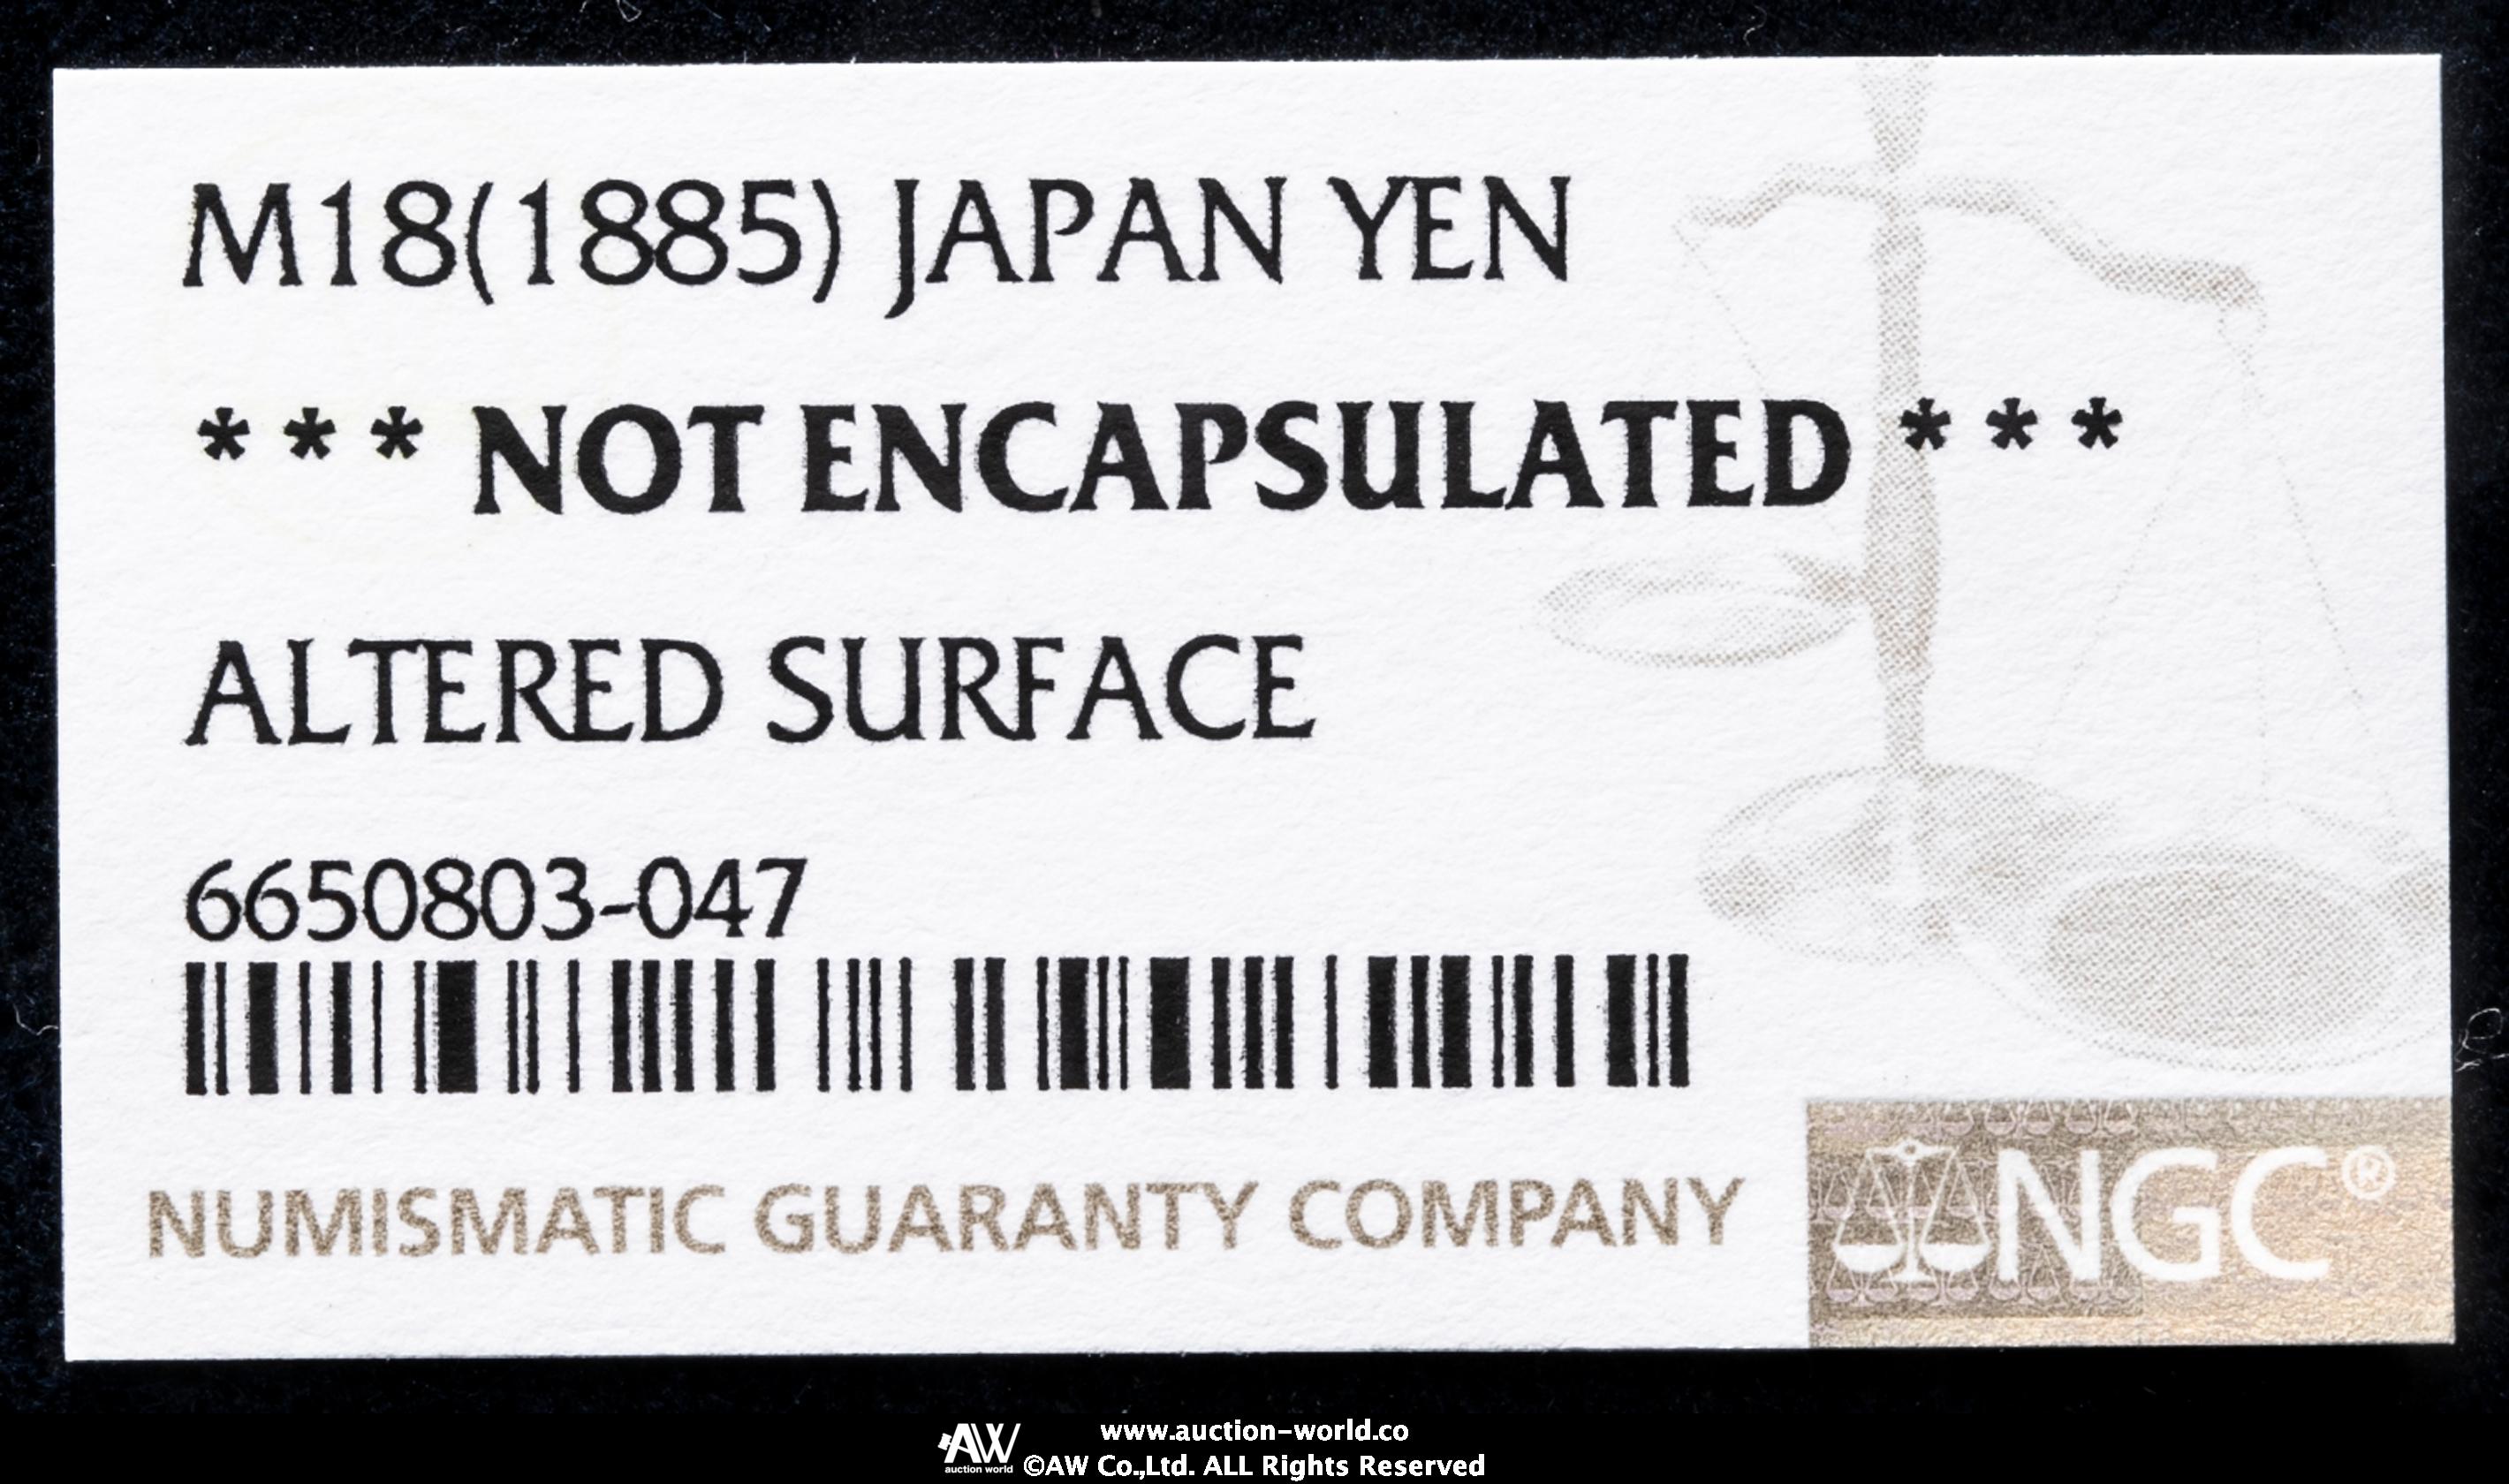 M18(1885) JAPAN YEN
*** NOT ENCAPSULATED ***
ALTERED SURFACE
6650803-047
NUMISMATIC GUARANTY COMPANY
NGC®
AW
auction world
www.auction-world.co
©AW Co.,Ltd. ALL Rights Reserved